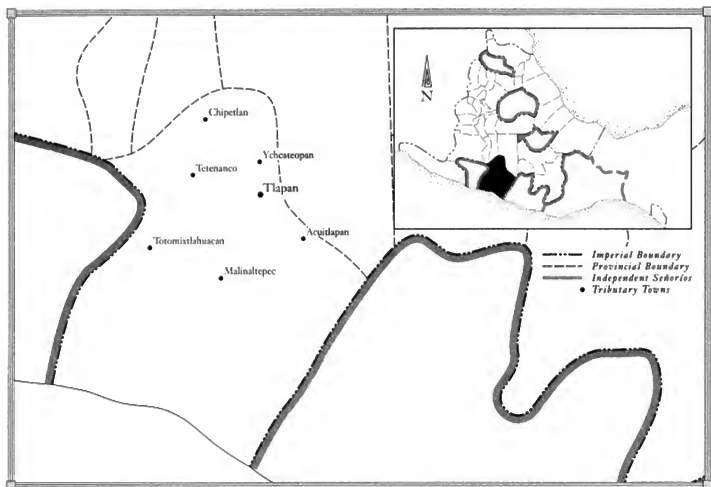 N
Chipetlan
Ychcateopan
Tetenanco
Tlapan
Acuitlapan
Totomixtlahuacan
Malinaltepec
Imperial Boundary
Provincial Boundary
Independent Señoríos
Tributary Towns